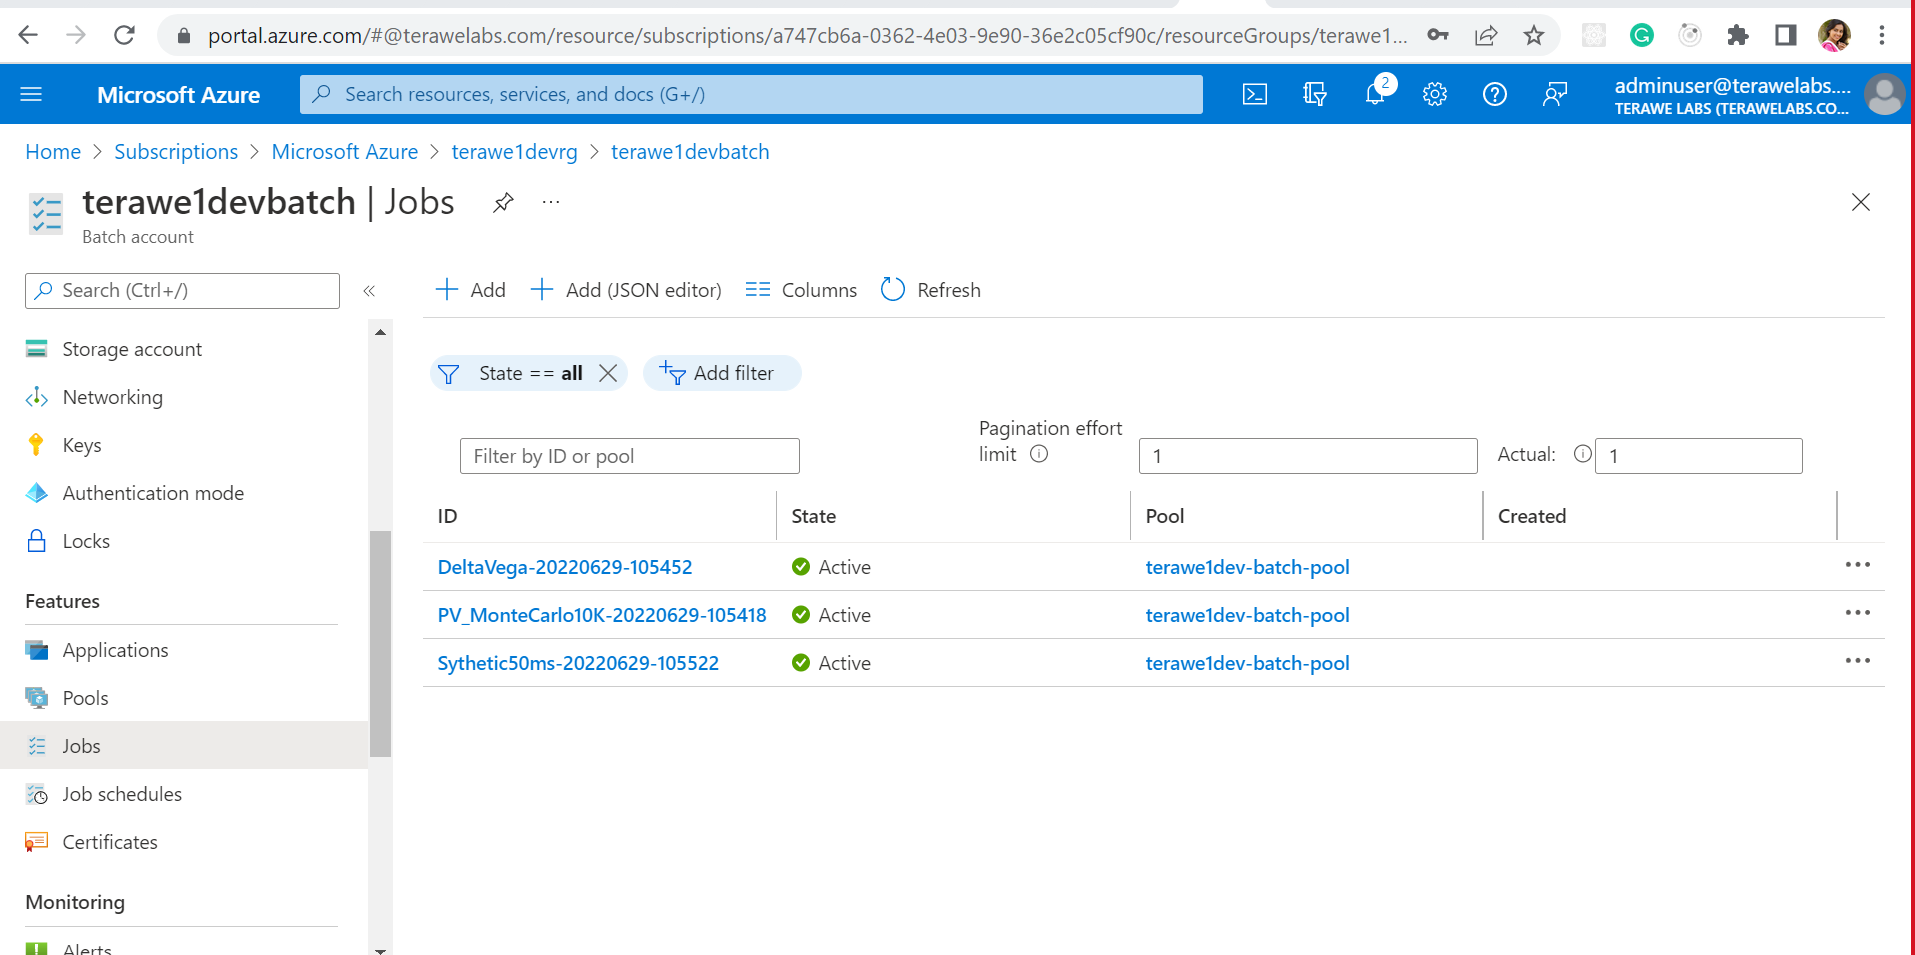 portal.azure.com/#@terawelabs.com/resource/subscriptions/a747cb6a-0362-4e03-9e90-36e2c05cf90c/resourceGroups/terawe1...
Microsoft Azure
Search resources, services, and docs (G+/)
2
adminuser@terawelabs....
TERAWE LABS (TERAWELABS.CO...
Home > Subscriptions > Microsoft Azure > terawe1devrg > terawe1devbatch
terawe1devbatch | Jobs
...
Batch account
Search (Ctrl+/)
«
Storage account
Networking
Keys
Authentication mode
Locks
Features
Applications
Pools
Jobs
Job schedules
Certificates
Monitoring
Alerts
Add Add (JSON editor) Columns Refresh
State == all Add filter
Filter by ID or pool
Pagination effort
limit
1
Actual:
1
ID State Pool Created
DeltaVega-20220629-105452 Active terawe1dev-batch-pool
PV_MonteCarlo10K-20220629-105418 Active terawe1dev-batch-pool
Sythetic50ms-20220629-105522 Active terawe1dev-batch-pool